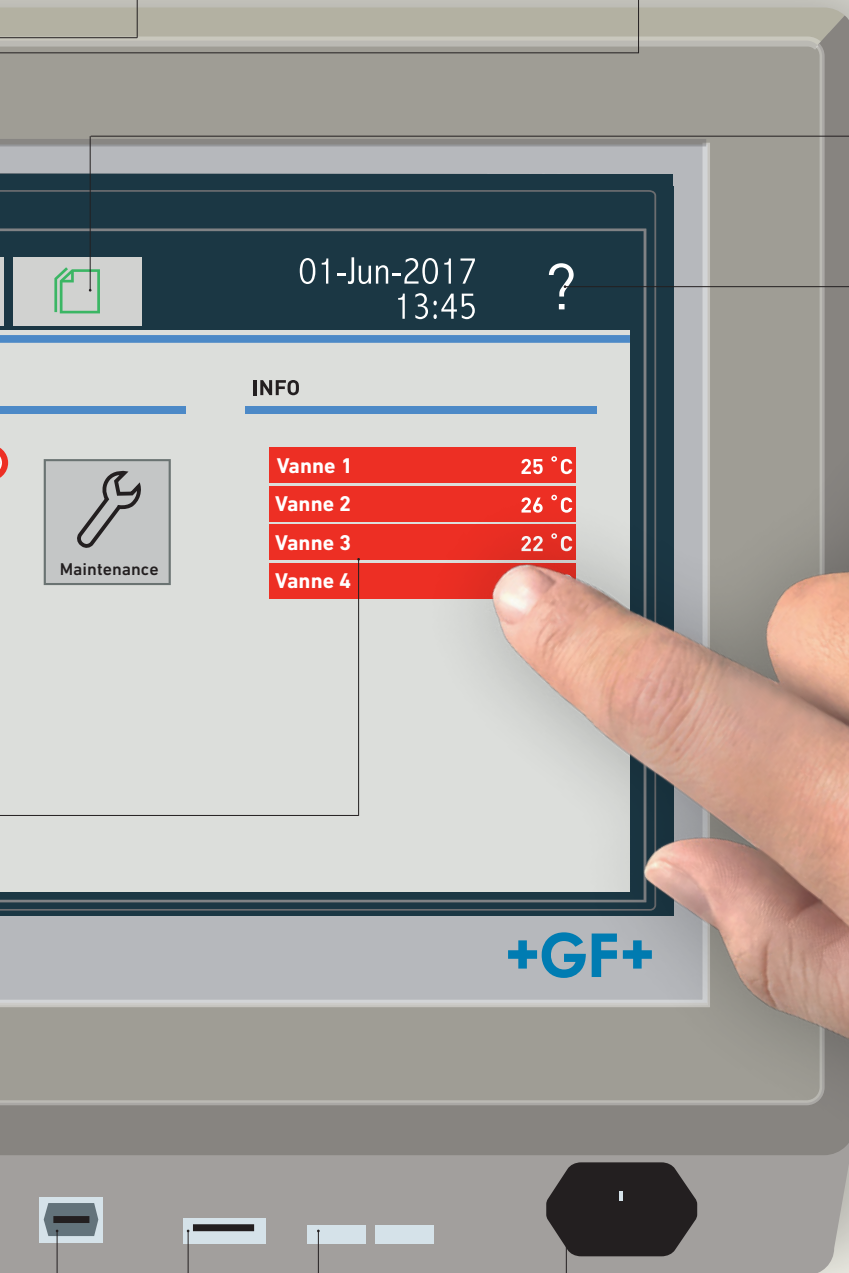 01-Jun-2017
13:45
?
INFO
Vanne 1 25 °C
Vanne 2 26 °C
Vanne 3 22 °C
Vanne 4
Maintenance
+GF+